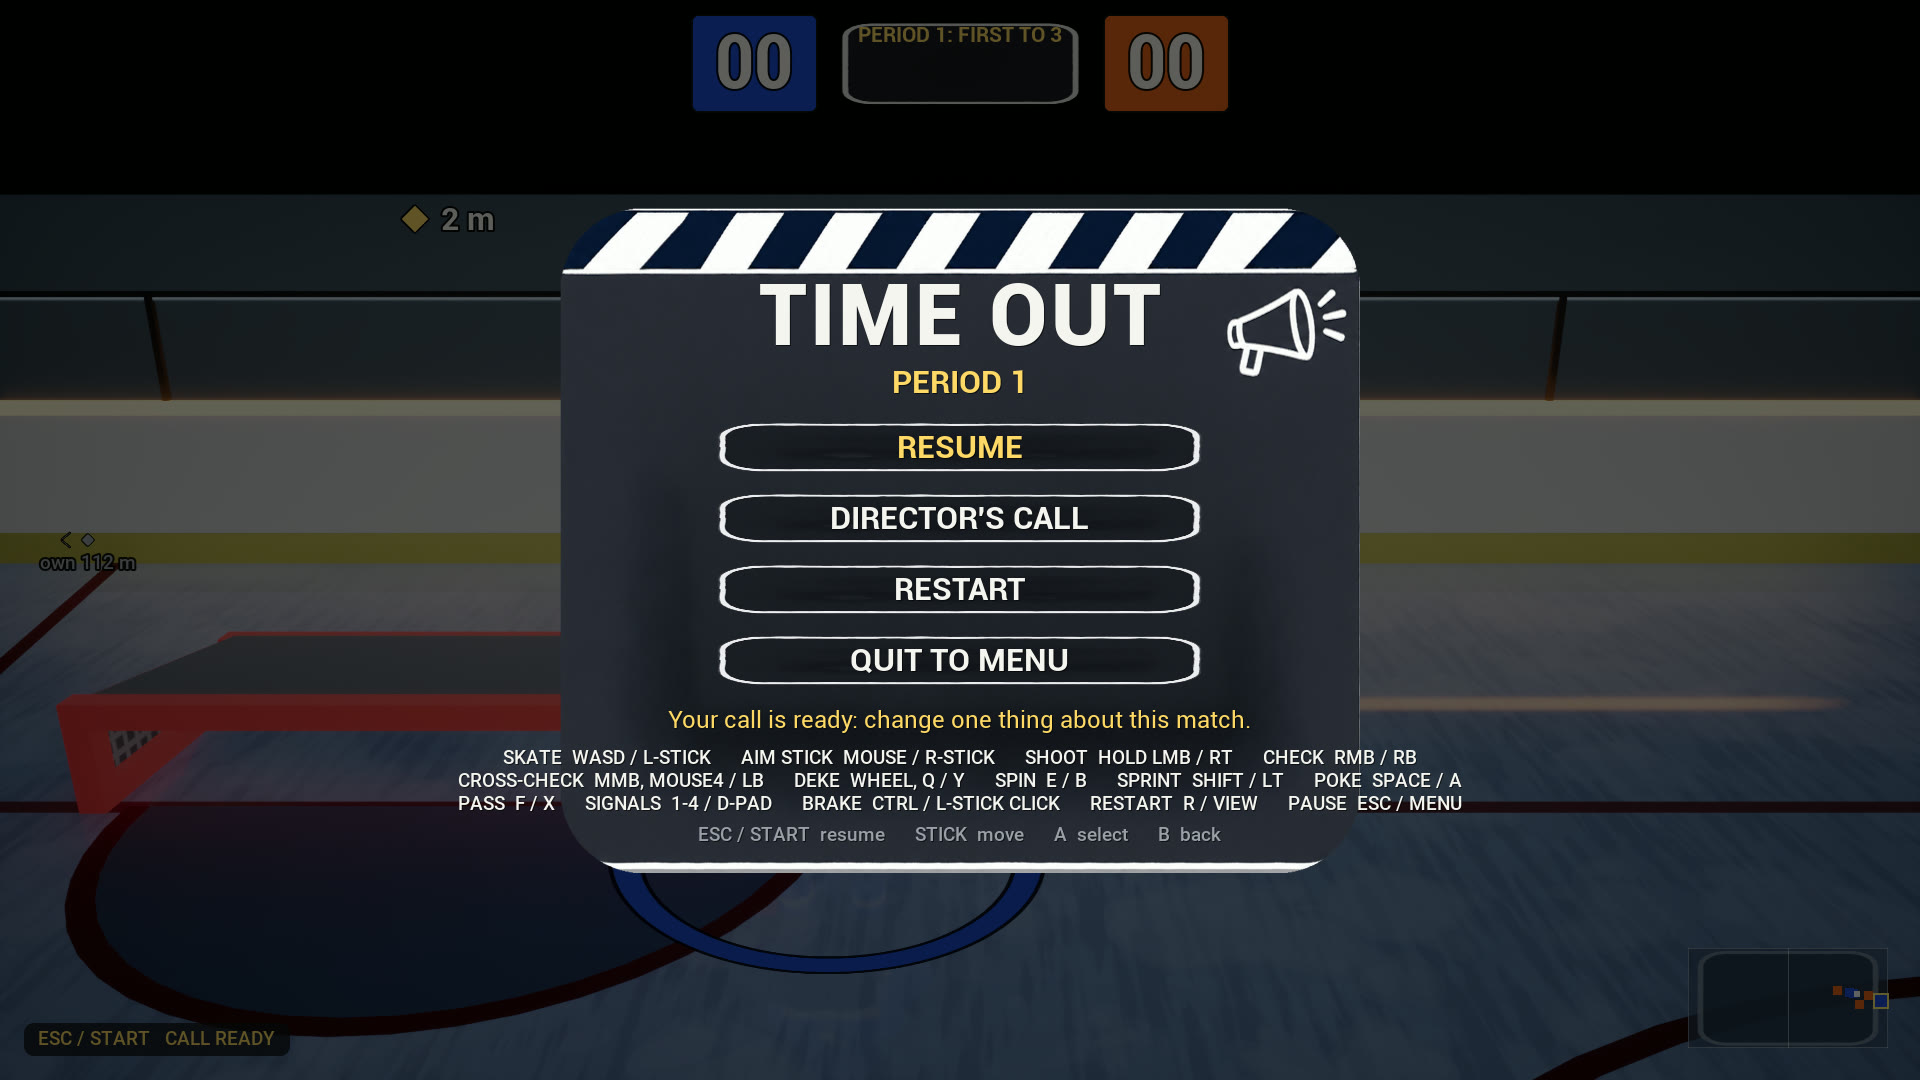 00
PERIOD 1: FIRST TO 3
00
2 m
TIME OUT
PERIOD 1
RESUME
DIRECTOR'S CALL
own 112 m
RESTART
QUIT TO MENU
Your call is ready: change one thing about this match.
SKATE WASD / L-STICK AIM STICK MOUSE / R-STICK SHOOT HOLD LMB / RT CHECK RMB / RB
CROSS-CHECK MMB, MOUSE4 / LB DEKE WHEEL, Q / Y SPIN E / B SPRINT SHIFT / LT POKE SPACE / A
PASS F / X SIGNALS 1-4 / D-PAD BRAKE CTRL / L-STICK CLICK RESTART R / VIEW PAUSE ESC / MENU
ESC / START resume STICK move A select B back
ESC / START CALL READY